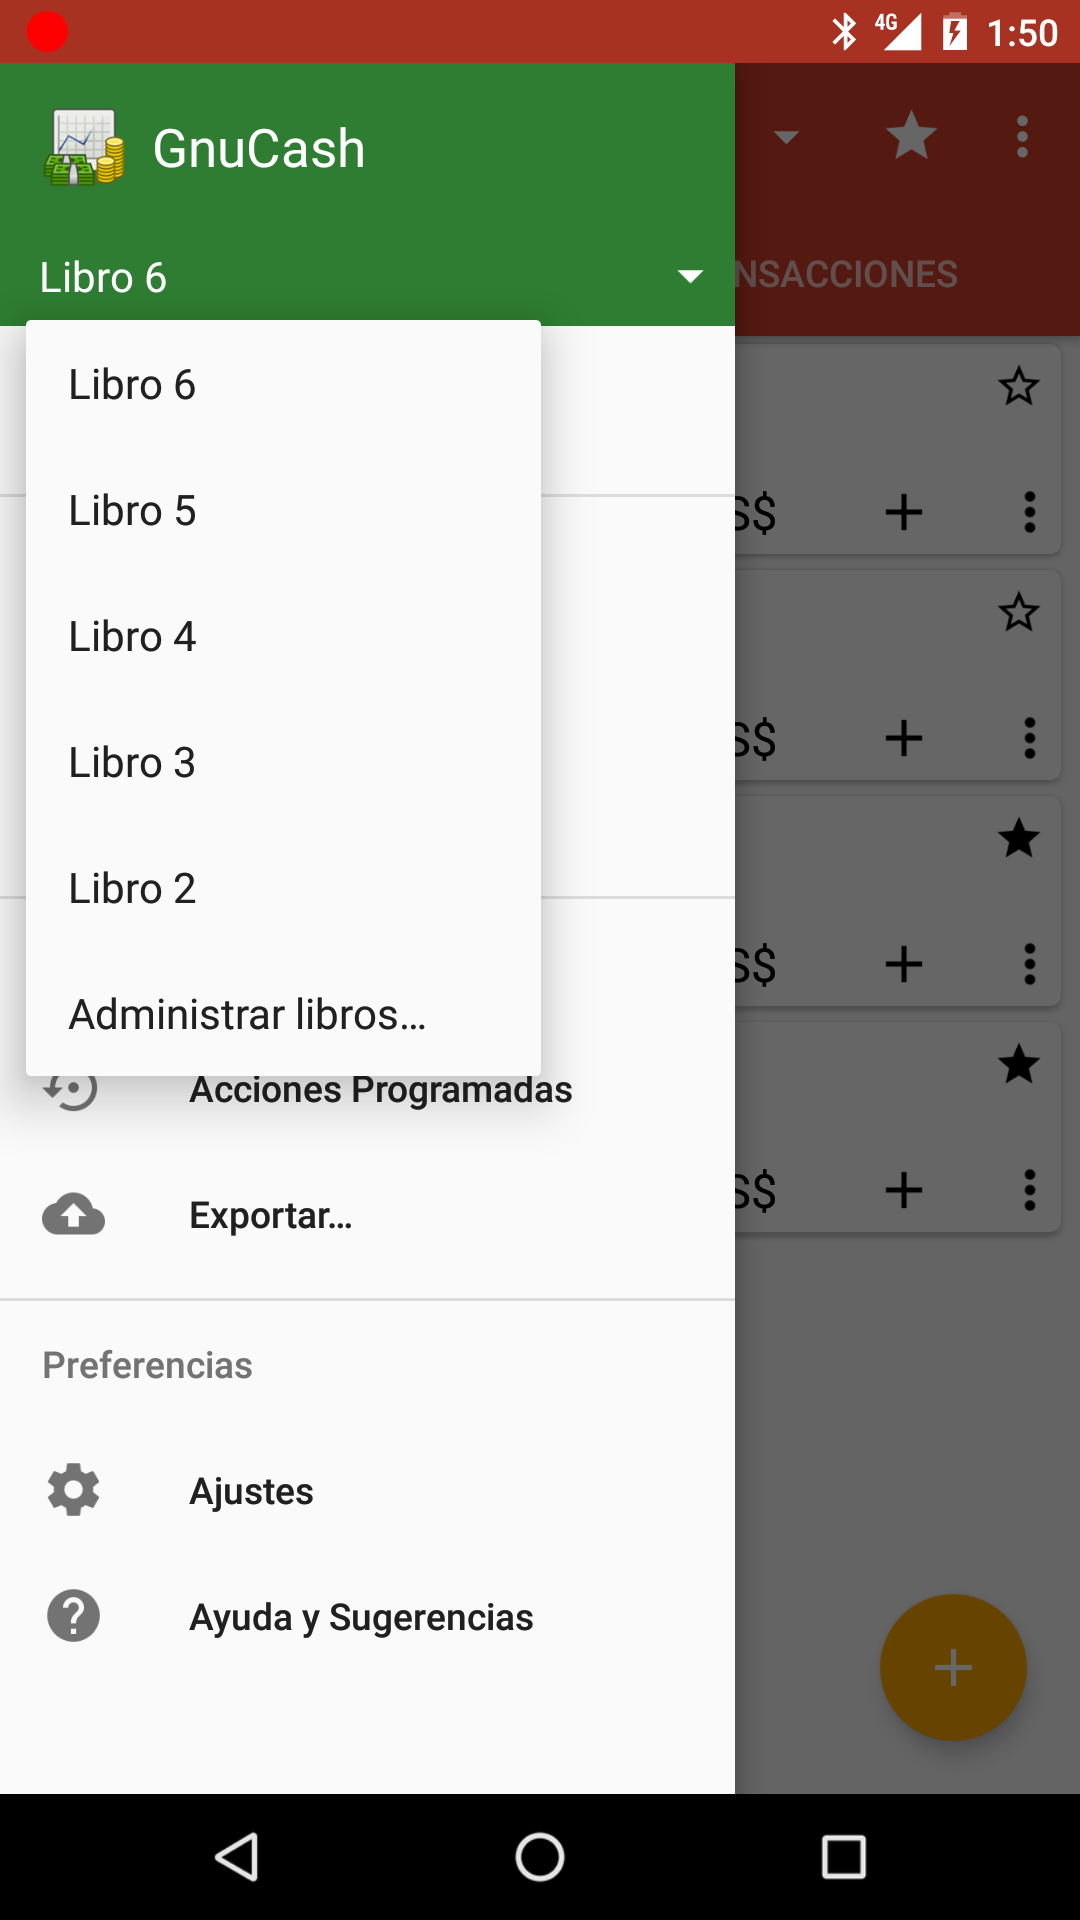 4G 1:50
GnuCash
Libro 6
NSACCIONES
Libro 6
Libro 5
S$
Libro 4
S$
Libro 3
Libro 2
S$
Administrar libros...
Acciones Programadas
S$
Exportar...
Preferencias
Ajustes
Ayuda y Sugerencias